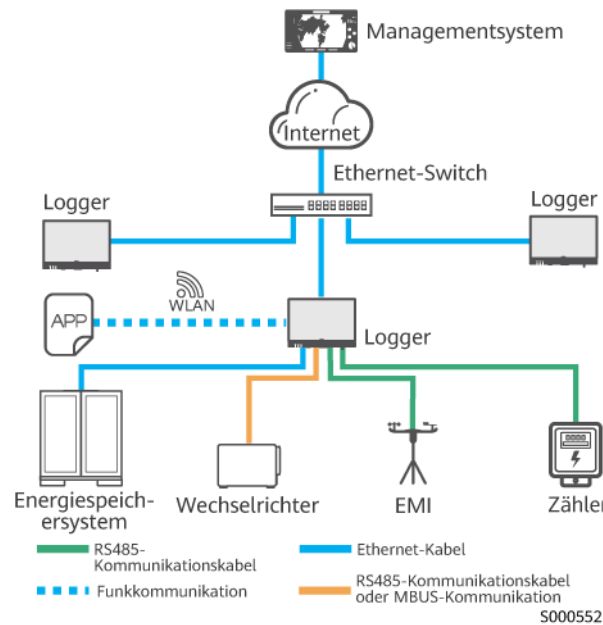 Managementsystem
Internet
Ethernet-Switch
Logger
Logger
WLAN
APP
Logger
Energiespeich-
ersystem
Wechselrichter
EMI
Zähler
RS485-
Kommunikationskabel
Ethernet-Kabel
Funkkommunikation
RS485-Kommunikationskabel
oder MBUS-Kommunikation
S000552